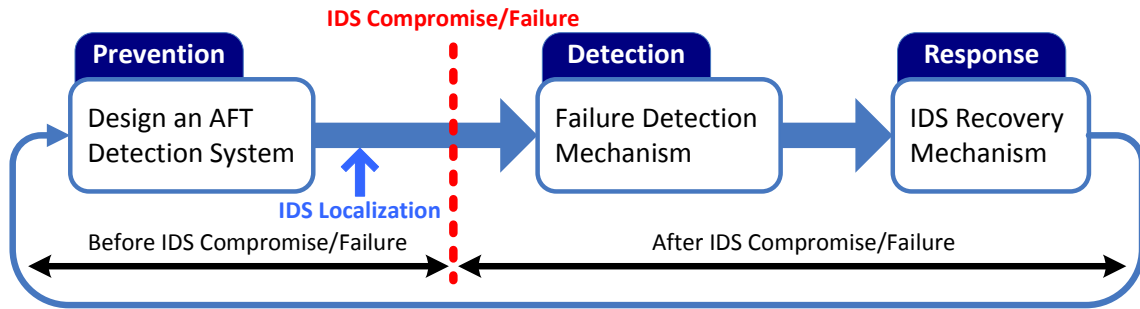 IDS Compromise/Failure
Prevention
Design an AFT
Detection System
Detection
Failure Detection
Mechanism
Response
IDS Recovery
Mechanism
IDS Localization
Before IDS Compromise/Failure
After IDS Compromise/Failure